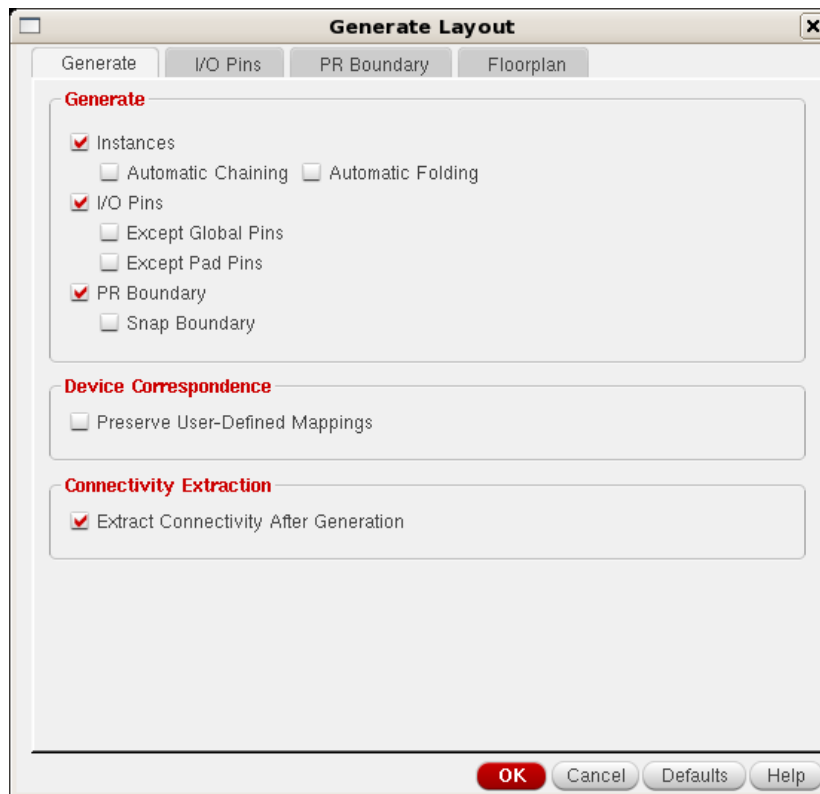 Generate Layout
Generate I/O Pins PR Boundary Floorplan
Generate
Instances
Automatic Chaining Automatic Folding
I/O Pins
Except Global Pins
Except Pad Pins
PR Boundary
Snap Boundary
Device Correspondence
Preserve User-Defined Mappings
Connectivity Extraction
Extract Connectivity After Generation
OK Cancel Defaults Help